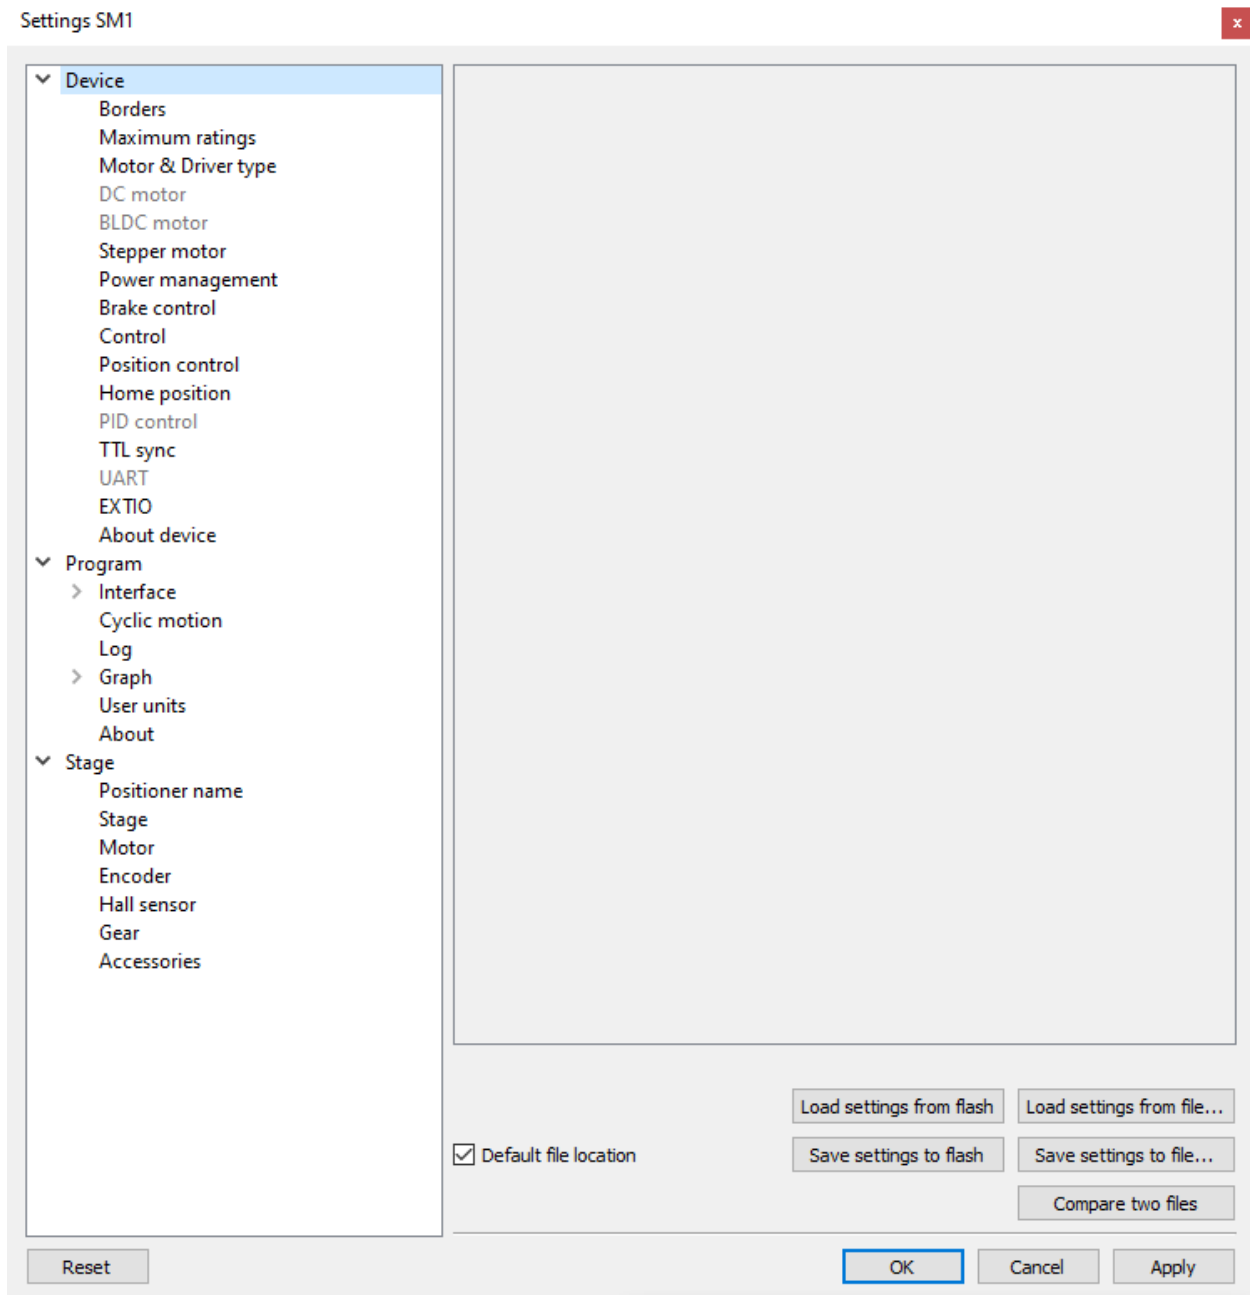 Settings SM1
x
Device
Borders
Maximum ratings
Motor & Driver type
DC motor
BLDC motor
Stepper motor
Power management
Brake control
Control
Position control
Home position
PID control
TTL sync
UART
EXTIO
About device
Program
Interface
Cyclic motion
Log
Graph
User units
About
Stage
Positioner name
Stage
Motor
Encoder
Hall sensor
Gear
Accessories
Load settings from flash
Load settings from file...
Default file location
Save settings to flash
Save settings to file...
Compare two files
Reset
OK
Cancel
Apply